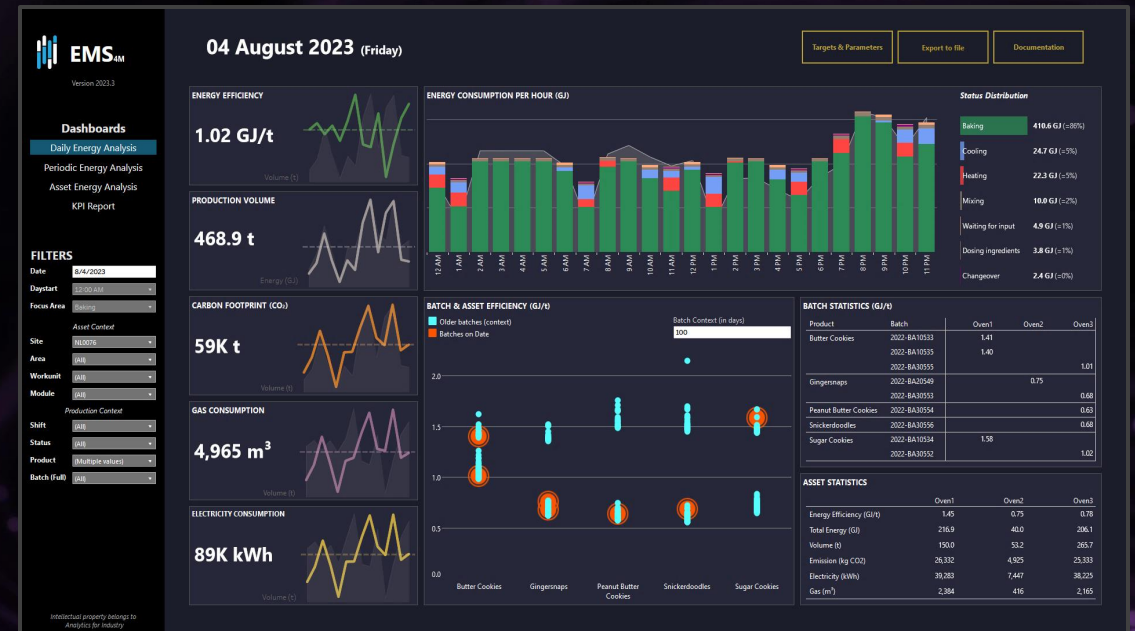 EMS4M
Version 2023.3
Dashboards
Daily Energy Analysis
Periodic Energy Analysis
Asset Energy Analysis
KPI Report
FILTERS
Date 8/4/2023
Daystart 12:00 AM
Focus Area Baking
Asset Context
Site NL0076
Area (All)
Workunit (All)
Module (All)
Production Context
Shift (All)
Status (All)
Product (Multiple values)
Batch (Full) (All)
Intellectual property belongs to
Analytics for Industry
04 August 2023 (Friday)
Targets & Parameters
Export to file
Documentation
ENERGY EFFICIENCY
1.02 GJ/t
Volume (t)
PRODUCTION VOLUME
468.9 t
Energy (GJ)
CARBON FOOTPRINT (CO₂)
59K t
Volume (t)
GAS CONSUMPTION
4,965 m³
Volume (t)
ELECTRICITY CONSUMPTION
89K kWh
Volume (t)
ENERGY CONSUMPTION PER HOUR (GJ)
12 AM 1 AM 2 AM 3 AM 4 AM 5 AM 6 AM 7 AM 8 AM 9 AM 10 AM 11 AM 12 PM 1 PM 2 PM 3 PM 4 PM 5 PM 6 PM 7 PM 8 PM 9 PM 10 PM 11 PM
Status Distribution
Baking 410.6 GJ (=86%)
Cooling 24.7 GJ (=5%)
Heating 22.3 GJ (=5%)
Mixing 10.0 GJ (=2%)
Waiting for input 4.9 GJ (=1%)
Dosing ingredients 3.8 GJ (=1%)
Changeover 2.4 GJ (=0%)
BATCH & ASSET EFFICIENCY (GJ/t)
Older batches (context)
Batches on Date
Batch Context (in days)
100
2.0
1.5
1.0
0.5
0.0
Butter Cookies Gingersnaps Peanut Butter Cookies Snickerdoodles Sugar Cookies
BATCH STATISTICS (GJ/t)
Product Batch Oven1 Oven2 Oven3
Butter Cookies 2022-BA10533 1.41
2022-BA10535 1.40
2022-BA30555 1.01
Gingersnaps 2022-BA20549 0.75
2022-BA30553 0.68
Peanut Butter Cookies 2022-BA30554 0.63
Snickerdoodles 2022-BA30556 0.68
Sugar Cookies 2022-BA10534 1.58
2022-BA30552 1.02
ASSET STATISTICS
Oven1 Oven2 Oven3
Energy Efficiency (GJ/t) 1.45 0.75 0.78
Total Energy (GJ) 216.9 40.0 206.1
Volume (t) 150.0 53.2 265.7
Emission (kg CO2) 26,332 4,925 25,333
Electricity (kWh) 39,283 7,447 38,225
Gas (m³) 2,384 416 2,165